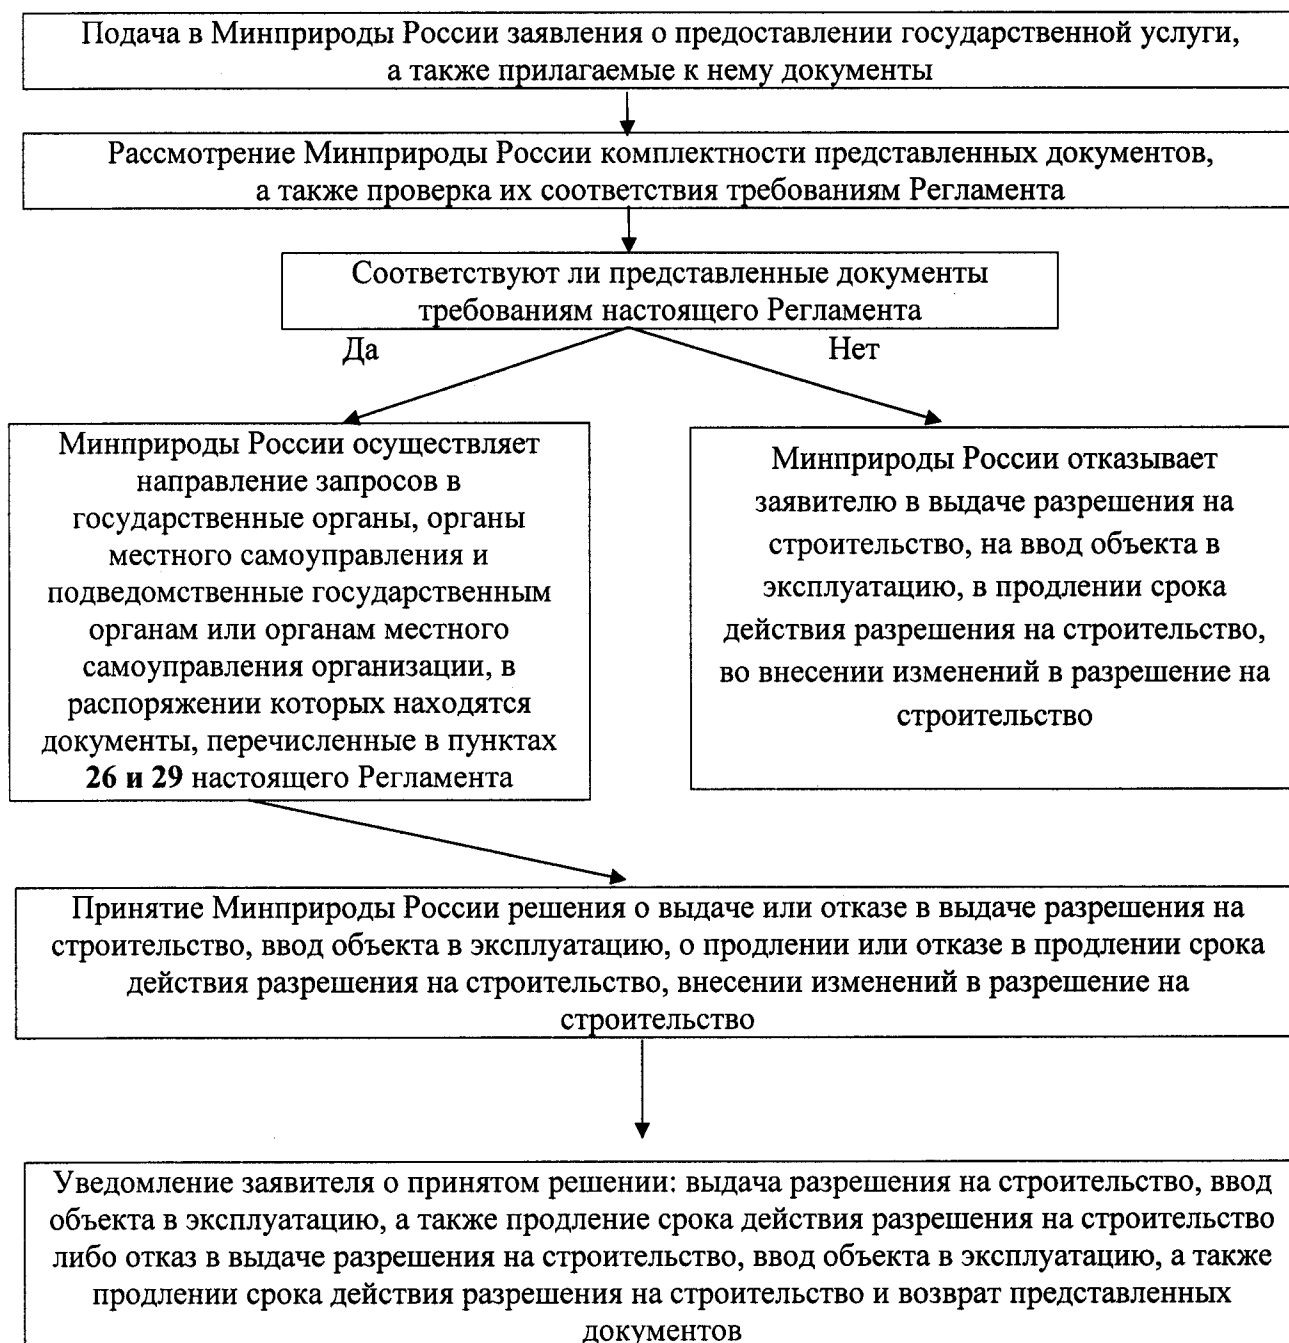 Подача в Минприроды России заявления о предоставлении государственной услуги,
а также прилагаемые к нему документы
Рассмотрение Минприроды России комплектности представленных документов,
а также проверка их соответствия требованиям Регламента
Соответствуют ли представленные документы
требованиям настоящего Регламента
Да
Нет
Минприроды России осуществляет
направление запросов в
государственные органы, органы
местного самоуправления и
подведомственные государственным
органам или органам местного
самоуправления организации, в
распоряжении которых находятся
документы, перечисленные в пунктах
26 и 29 настоящего Регламента
Минприроды России отказывает
заявителю в выдаче разрешения на
строительство, на ввод объекта в
эксплуатацию, в продлении срока
действия разрешения на строительство,
во внесении изменений в разрешение на
строительство
Принятие Минприроды России решения о выдаче или отказе в выдаче разрешения на
строительство, ввод объекта в эксплуатацию, о продлении или отказе в продлении срока
действия разрешения на строительство, внесении изменений в разрешение на
строительство
Уведомление заявителя о принятом решении: выдача разрешения на строительство, ввод
объекта в эксплуатацию, а также продление срока действия разрешения на строительство
либо отказ в выдаче разрешения на строительство, ввод объекта в эксплуатацию, а также
продлении срока действия разрешения на строительство и возврат представленных
документов